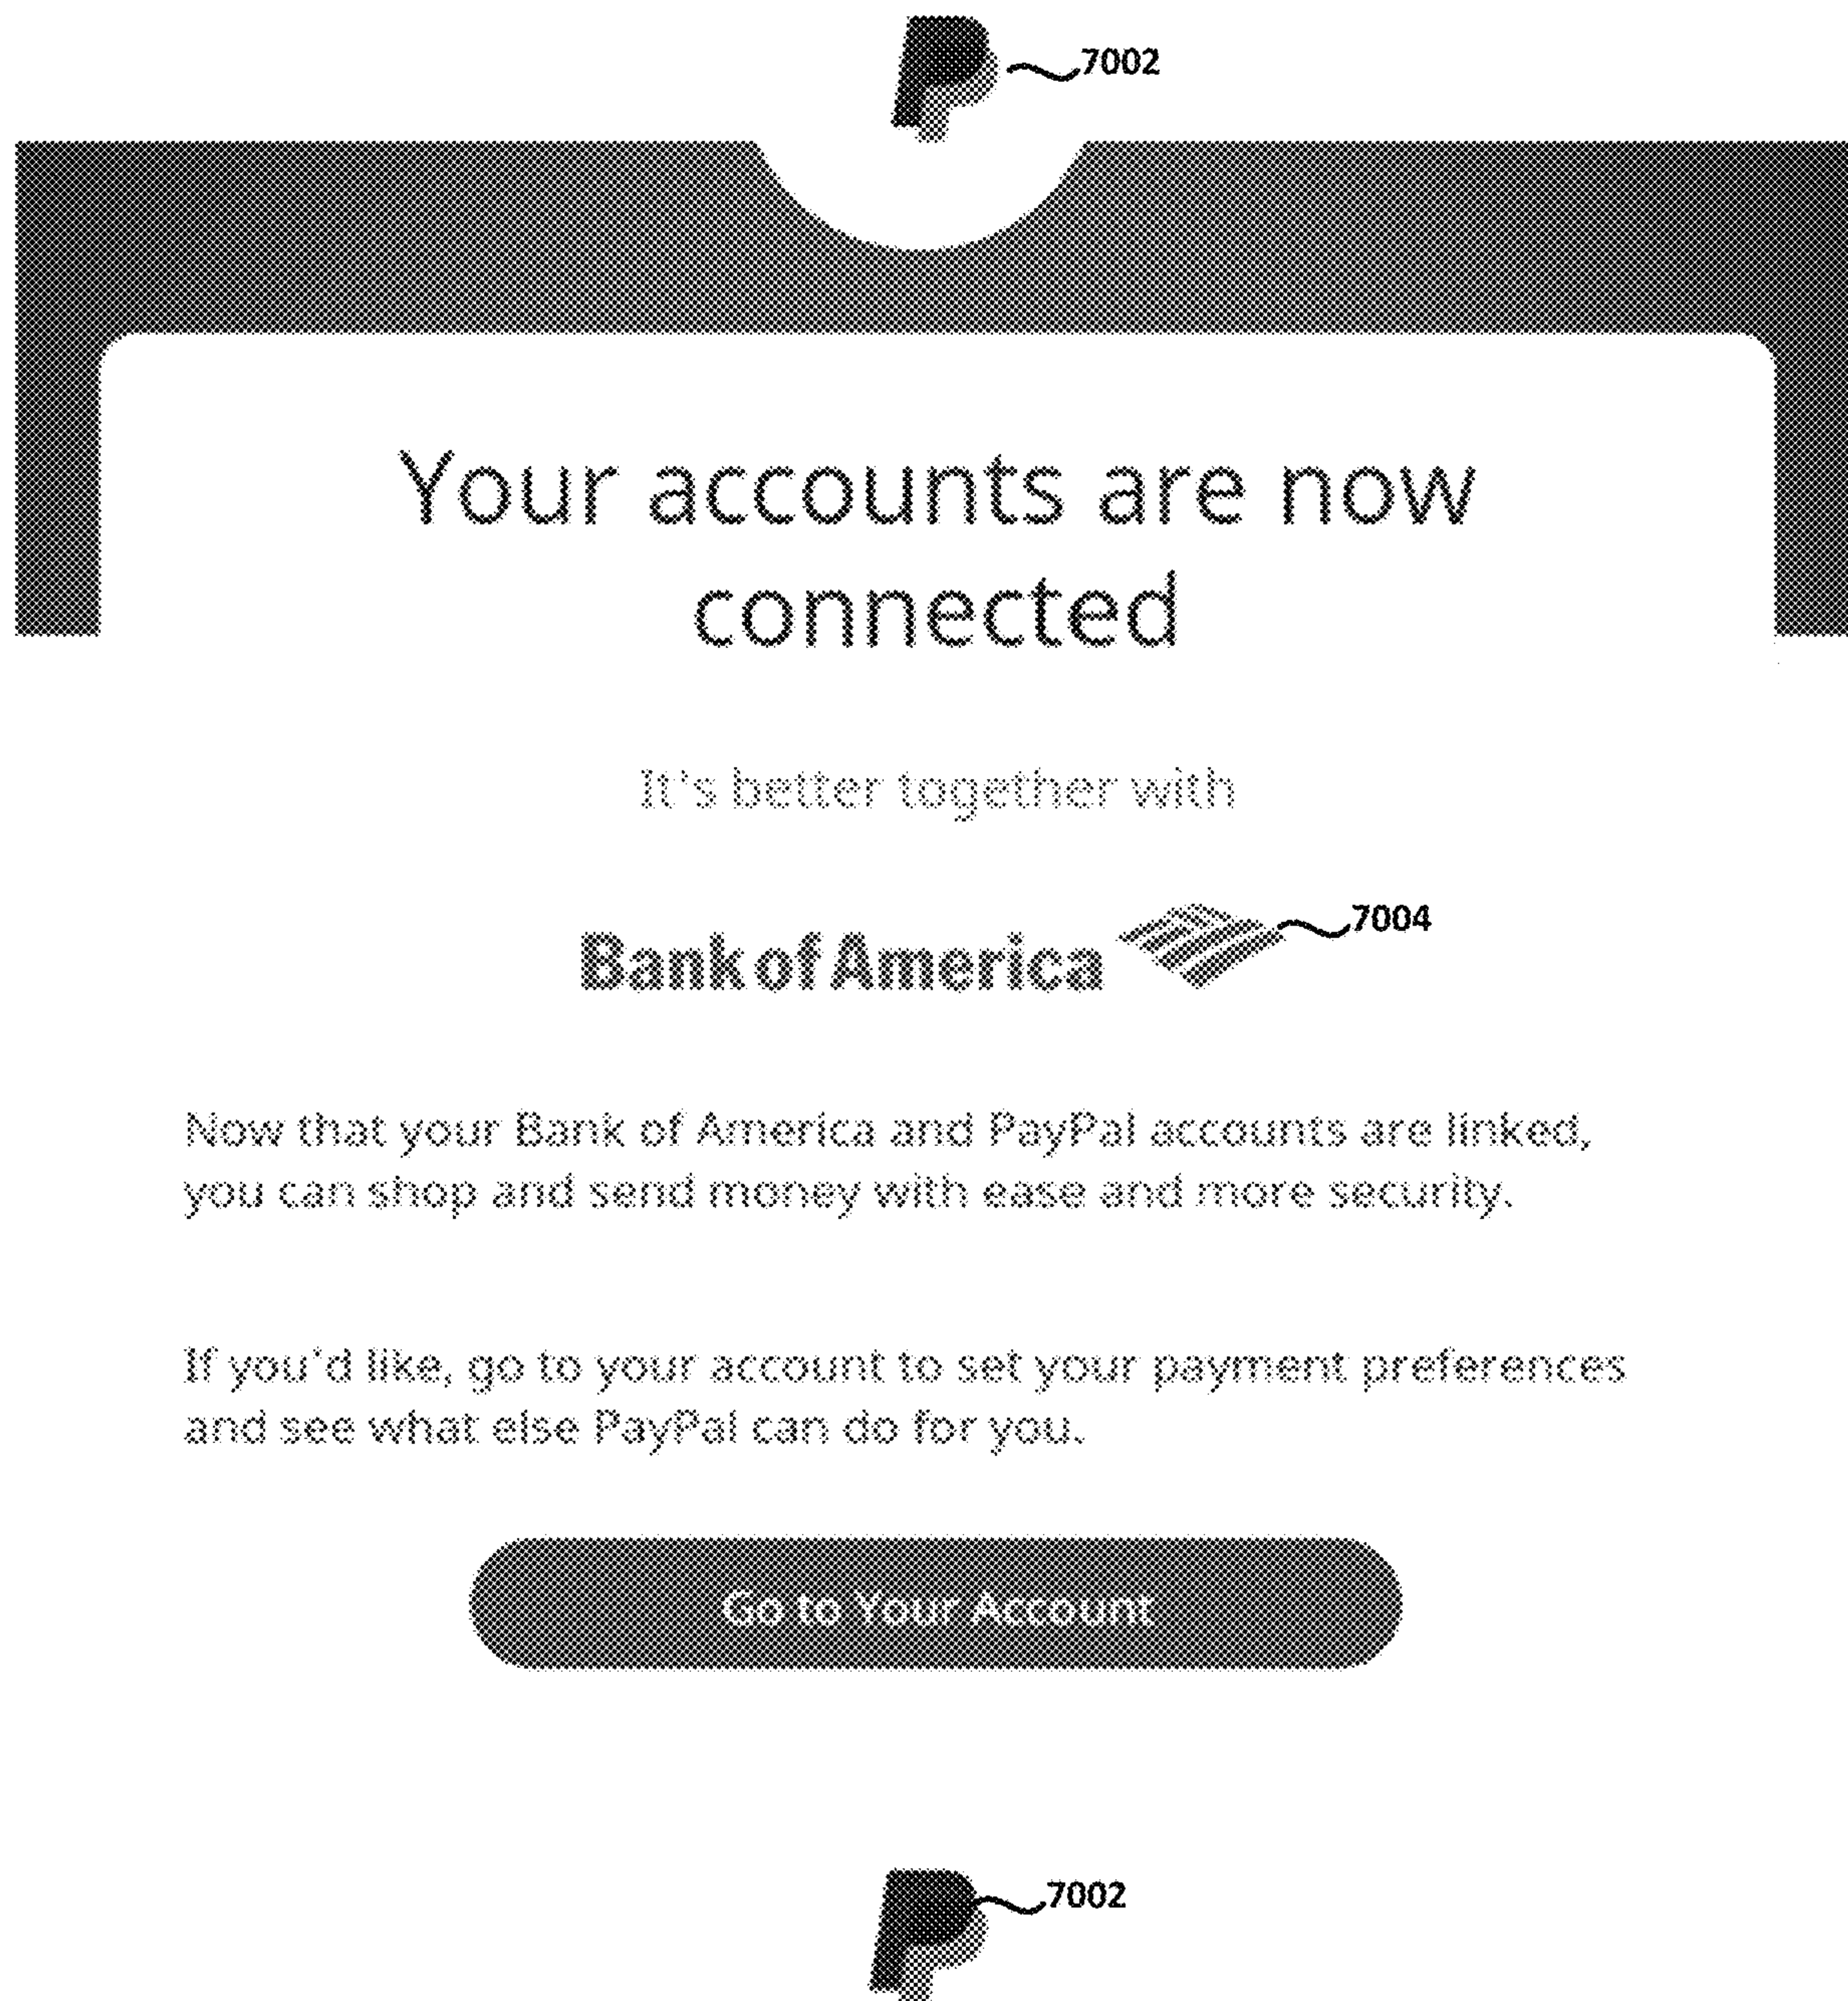 7002
Your accounts are now
connected
It's better together with
Bank of America 7004
Now that your Bank of America and PayPal accounts are linked,
you can shop and send money with ease and more security.
If you'd like, go to your account to set your payment preferences
and see what else PayPal can do for you.
Go to Your Account
7002